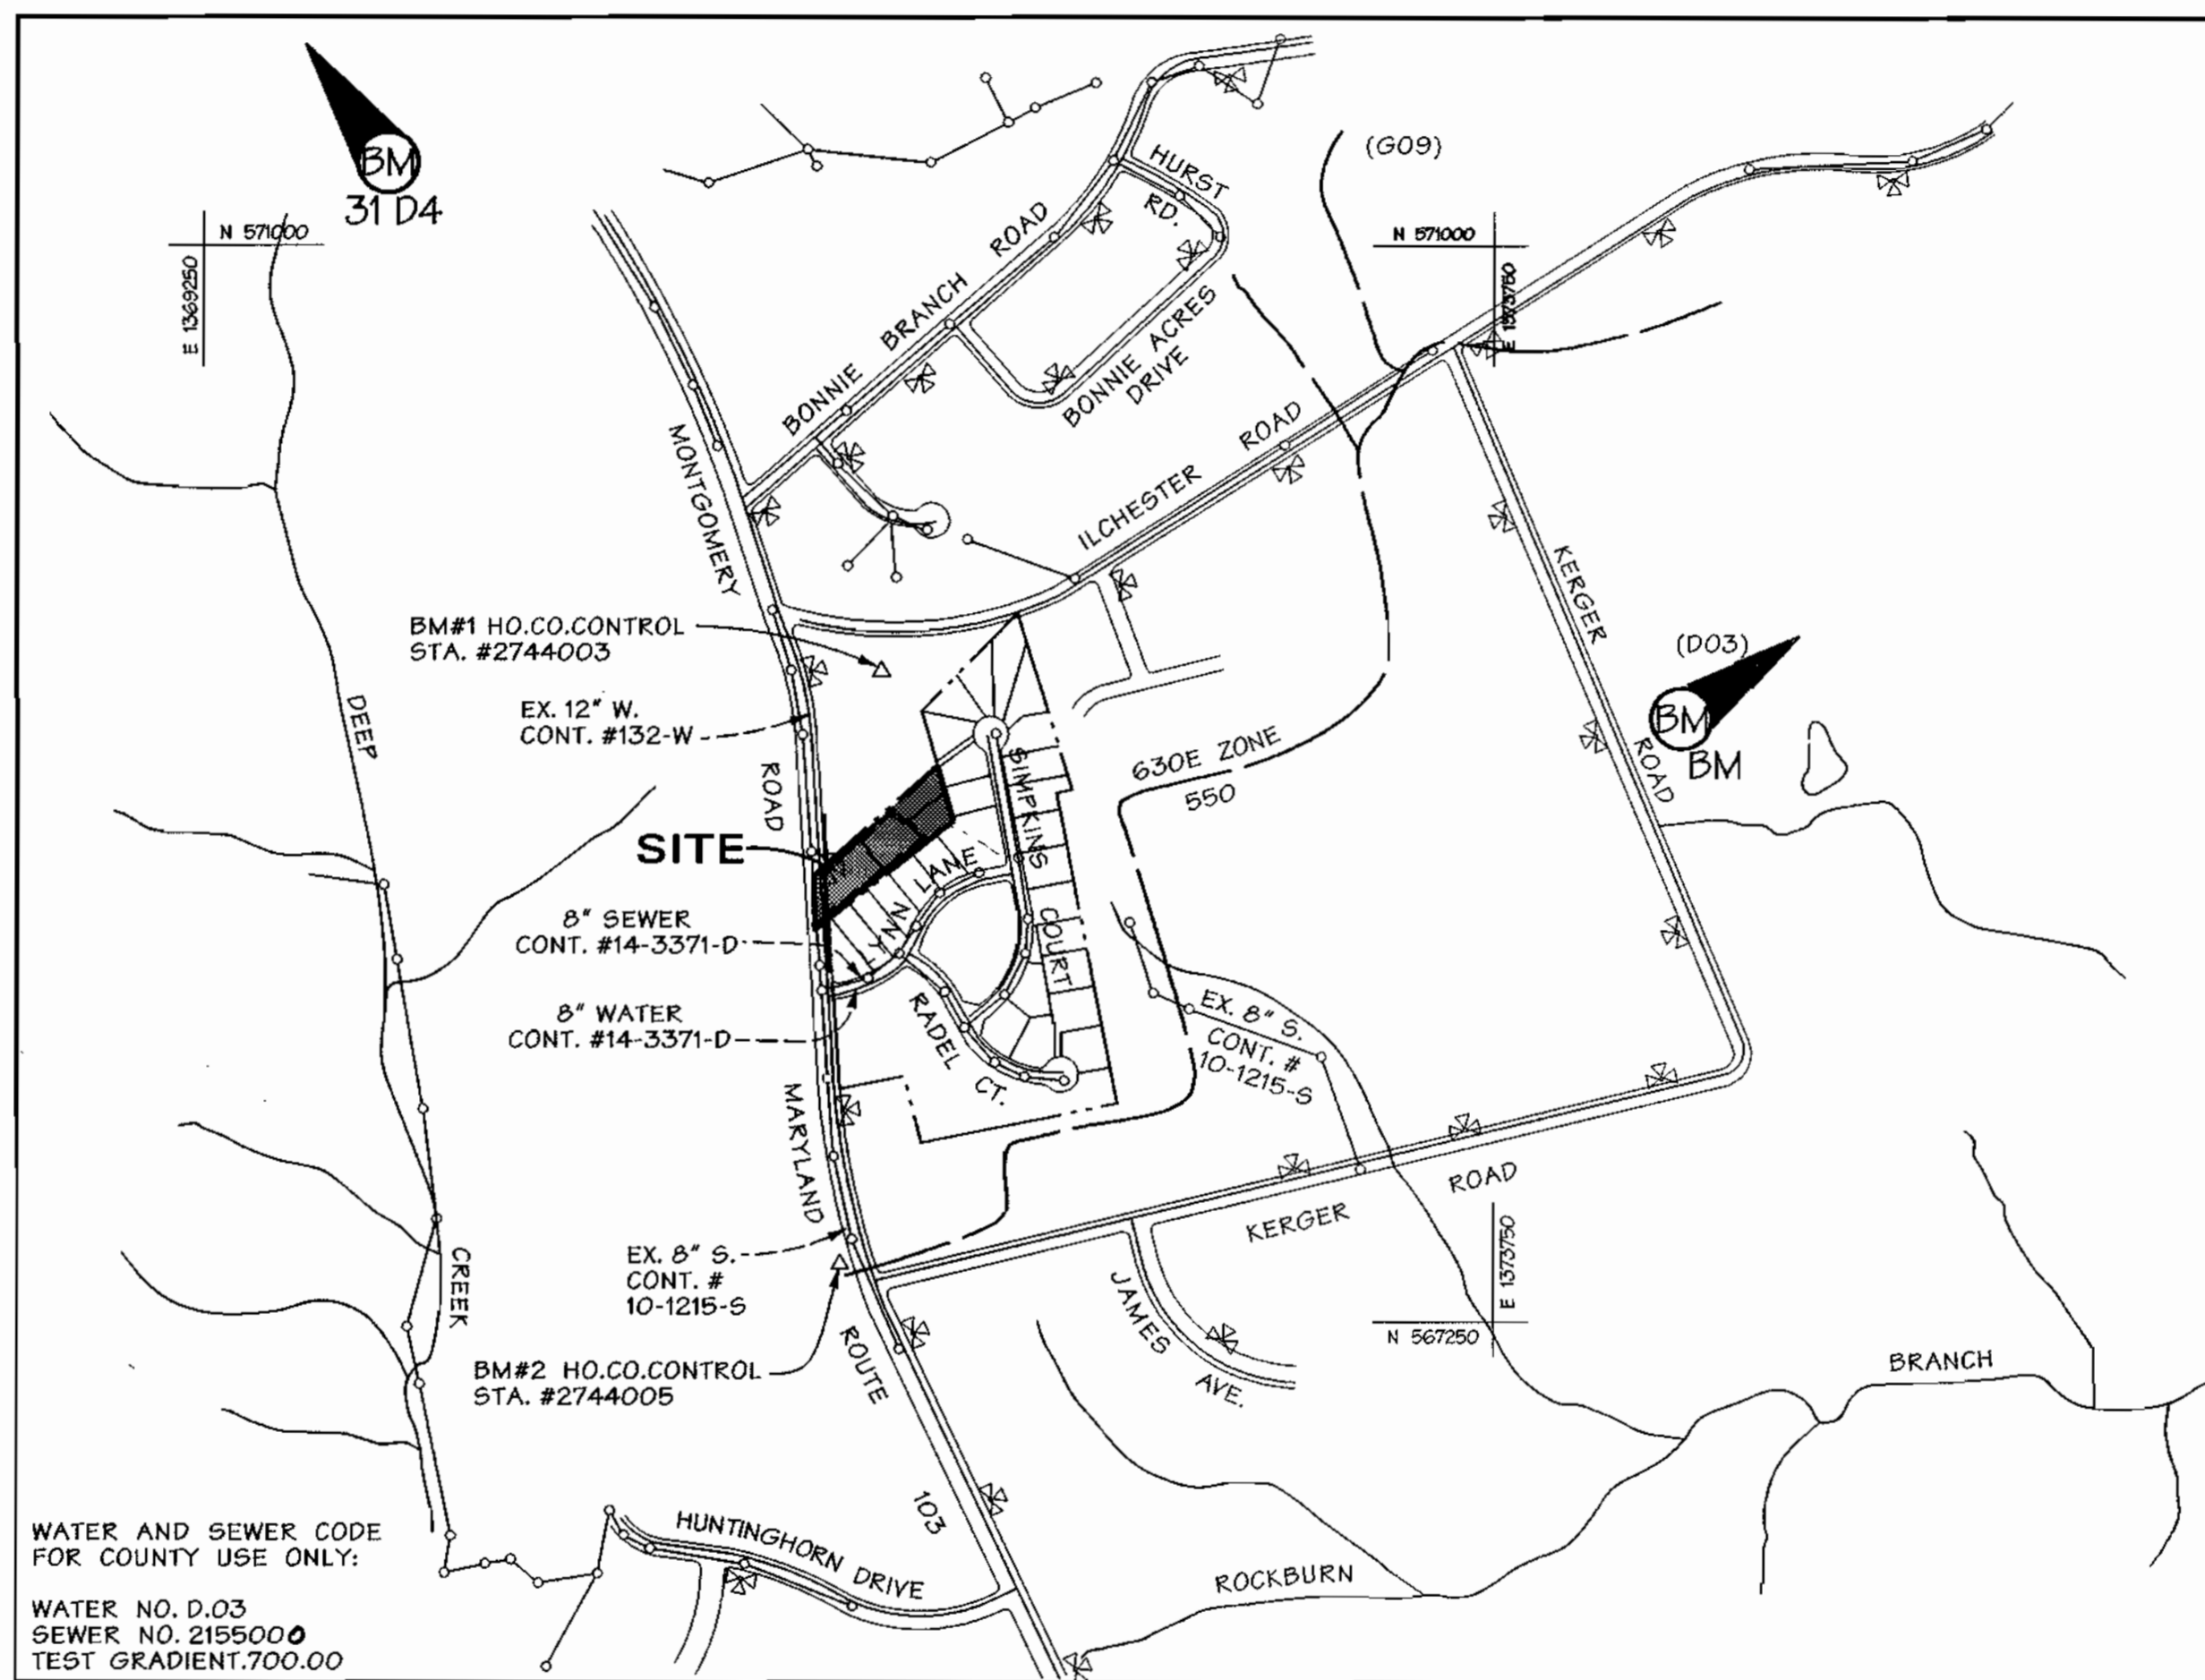 BM
31 D4
N 571000
E 1369250
(G09)
N 571000
E 1373750
HURST
RD.
BONNIE BRANCH ROAD
BONNIE ACRES
DRIVE
MONTGOMERY
ROAD
ILCHESTER ROAD
KERGER
ROAD
(D03)
BM
BM
BM#1 HO.CO.CONTROL
STA. #2744003
EX. 12" W.
CONT. #132-W
DEEP
CREEK
630E ZONE
550
SITE
SIMPKINS
COURT
LYNN LANE
8" SEWER
CONT. #14-3371-D
8" WATER
CONT. #14-3371-D
RADEL
CT.
EX. 8" S.
CONT. #
10-1215-S
MARYLAND
ROUTE
103
EX. 8" S.
CONT. #
10-1215-S
BM#2 HO.CO.CONTROL
STA. #2744005
KERGER ROAD
JAMES
AVE.
E 1373750
N 567250
BRANCH
ROCKBURN
HUNTINGHORN DRIVE
WATER AND SEWER CODE
FOR COUNTY USE ONLY:
WATER NO. D.03
SEWER NO. 2155000
TEST GRADIENT.700.00